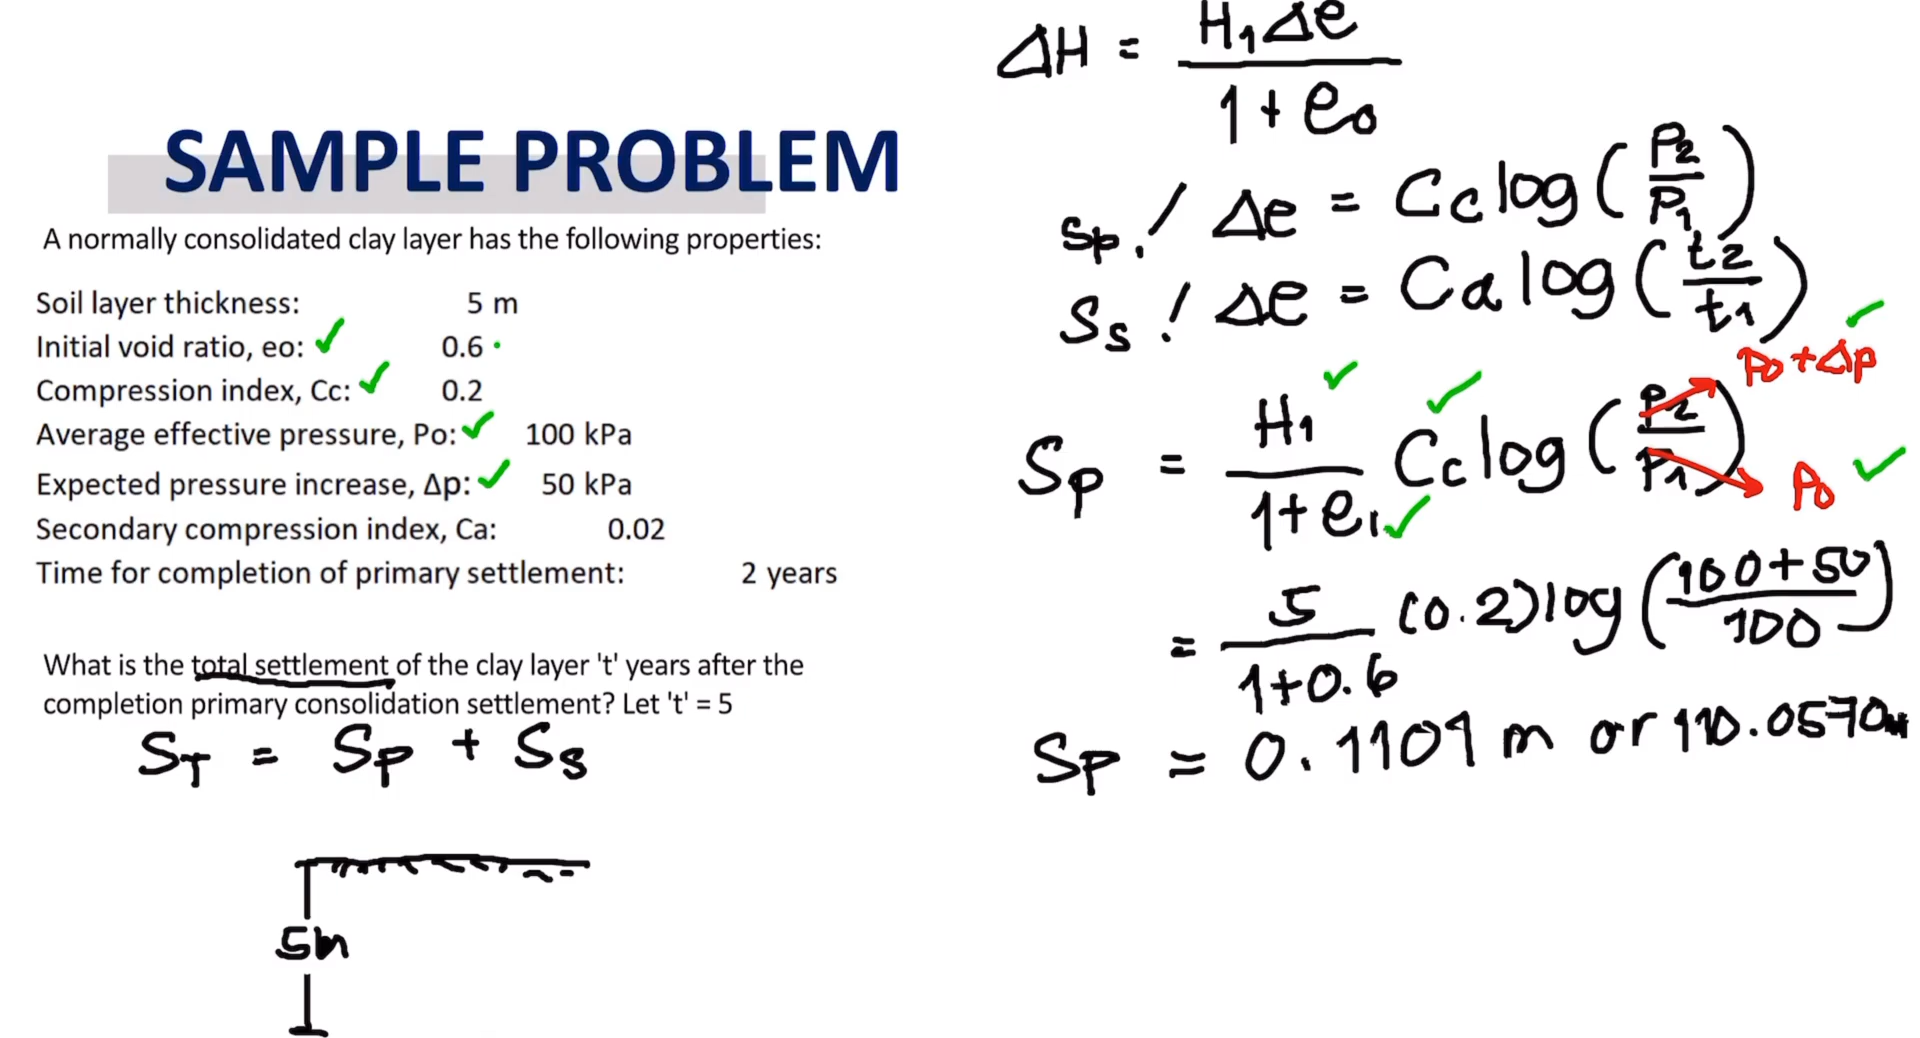 SAMPLE PROBLEM
A normally consolidated clay layer has the following properties:
Soil layer thickness: 5 m
Initial void ratio, eo: ✓ 0.6
Compression index, Cc: ✓ 0.2
Average effective pressure, Po: ✓ 100 kPa
Expected pressure increase, Δp: ✓ 50 kPa
Secondary compression index, Ca: 0.02
Time for completion of primary settlement: 2 years
What is the total settlement of the clay layer 't' years after the
completion primary consolidation settlement? Let 't' = 5
ST = Sp + Ss
5m
ΔH = H1Δe / 1 + e0
Sp! Δe = Cc log (P2 / P1)
Ss! Δe = Cα log (t2 / t1) ✓
Po + Δp
Sp = H1 ✓ / 1 + e1 ✓ Cc ✓ log (P2 / P1)
Po ✓
= 5 / 1+0.6 (0.2) log (100+50 / 100)
Sp = 0.1101 m or 110.0570